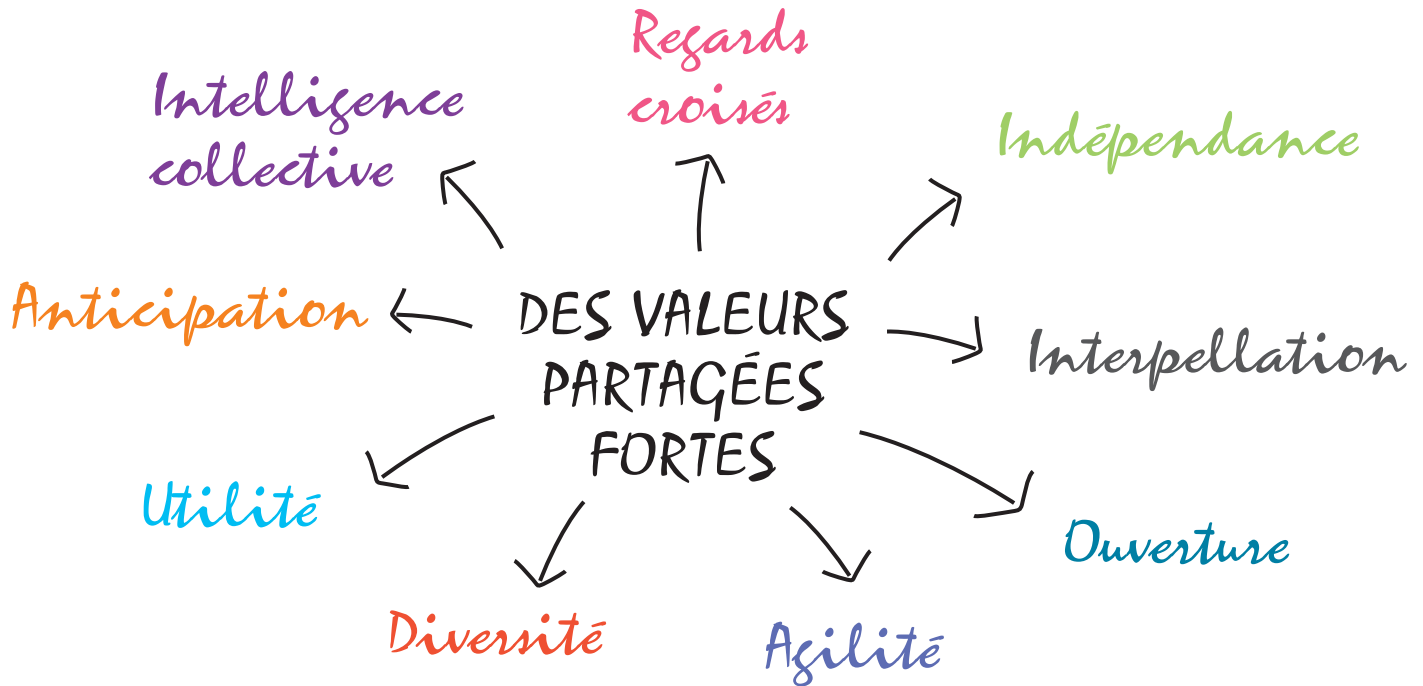 Regards
croisés
Intelligence
collective
Indépendance
Anticipation
DES VALEURS
PARTAGÉES
FORTES
Interpellation
Utilité
Ouverture
Diversité
Agilité